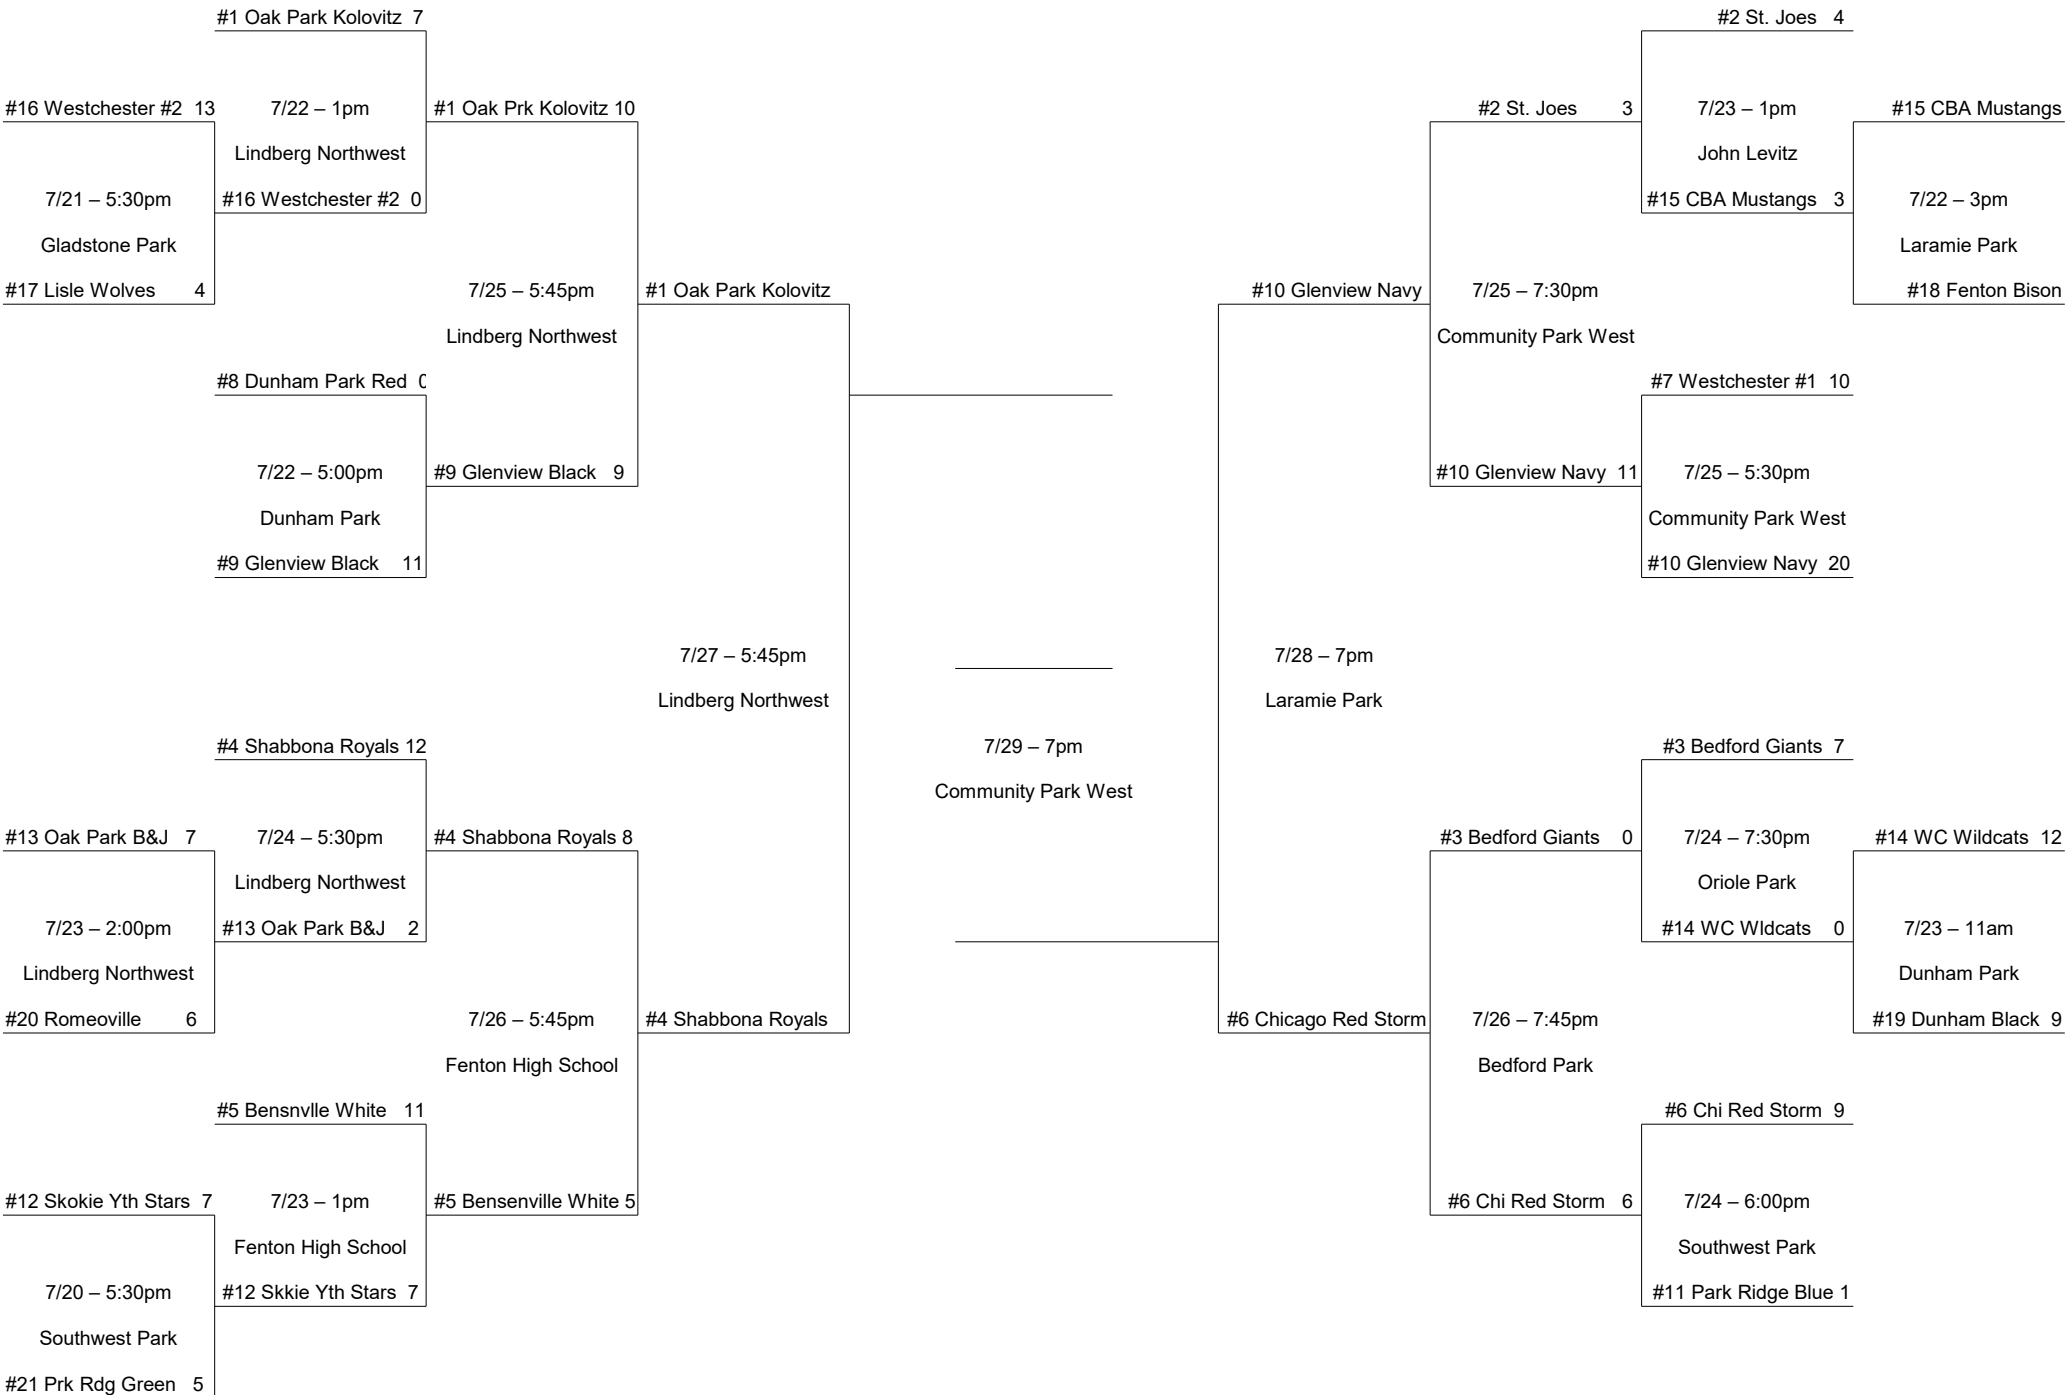 #1 Oak Park Kolovitz 7
#2 St. Joes 4
#16 Westchester #2 13
7/22 – 1pm
#1 Oak Prk Kolovitz 10
#2 St. Joes 3
7/23 – 1pm
#15 CBA Mustangs
Lindberg Northwest
John Levitz
7/21 – 5:30pm
#16 Westchester #2 0
#15 CBA Mustangs 3
7/22 – 3pm
Gladstone Park
Laramie Park
#17 Lisle Wolves 4
7/25 – 5:45pm
#1 Oak Park Kolovitz
#10 Glenview Navy
7/25 – 7:30pm
#18 Fenton Bison
Lindberg Northwest
Community Park West
#8 Dunham Park Red 0
#7 Westchester #1 10
7/22 – 5:00pm
#9 Glenview Black 9
#10 Glenview Navy 11
7/25 – 5:30pm
Dunham Park
Community Park West
#9 Glenview Black 11
#10 Glenview Navy 20
7/27 – 5:45pm
7/28 – 7pm
Lindberg Northwest
Laramie Park
#4 Shabbona Royals 12
7/29 – 7pm
#3 Bedford Giants 7
Community Park West
#13 Oak Park B&J 7
7/24 – 5:30pm
#4 Shabbona Royals 8
#3 Bedford Giants 0
7/24 – 7:30pm
#14 WC Wildcats 12
Lindberg Northwest
Oriole Park
7/23 – 2:00pm
#13 Oak Park B&J 2
#14 WC Wldcats 0
7/23 – 11am
Lindberg Northwest
Dunham Park
#20 Romeoville 6
7/26 – 5:45pm
#4 Shabbona Royals
#6 Chicago Red Storm
7/26 – 7:45pm
#19 Dunham Black 9
Fenton High School
Bedford Park
#5 Bensnvlle White 11
#6 Chi Red Storm 9
#12 Skokie Yth Stars 7
7/23 – 1pm
#5 Bensenville White 5
#6 Chi Red Storm 6
7/24 – 6:00pm
Fenton High School
Southwest Park
7/20 – 5:30pm
#12 Skkie Yth Stars 7
#11 Park Ridge Blue 1
Southwest Park
#21 Prk Rdg Green 5